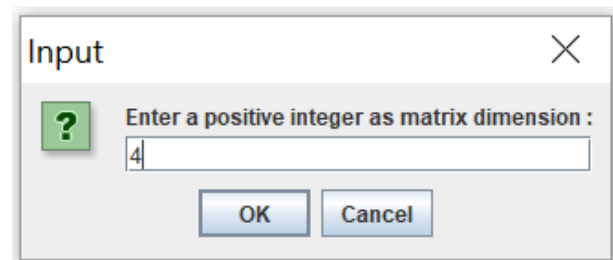 Input
Enter a positive integer as matrix dimension :
4
OK
Cancel